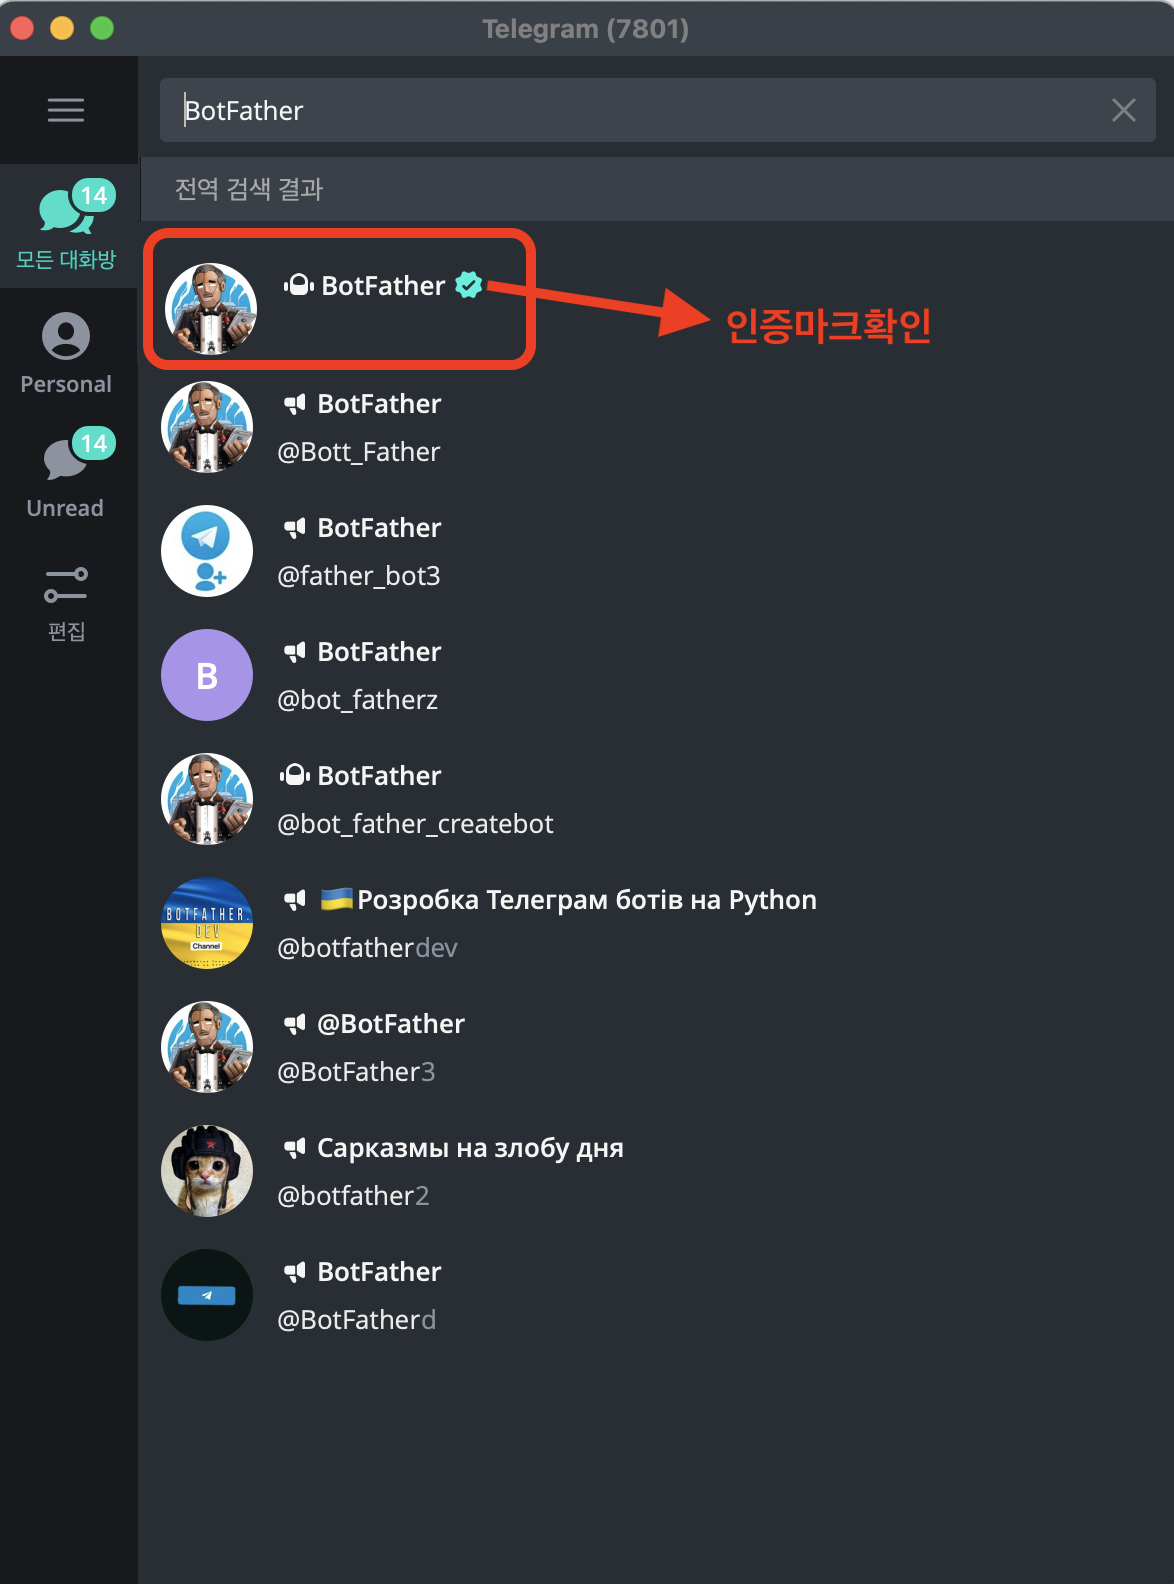 Telegram (7801)
BotFather
전역 검색 결과
14
모든 대화방
Personal
14
Unread
편집
BotFather
인증마크확인
BotFather
@Bott_Father
BotFather
@father_bot3
B
BotFather
@bot_fatherz
BotFather
@bot_father_createbot
BOTFATHER.
DEV
Channel
🇺🇦Розробка Телеграм ботів на Python
@botfatherdev
@BotFather
@BotFather3
Сарказмы на злобу дня
@botfather2
BotFather
@BotFatherd